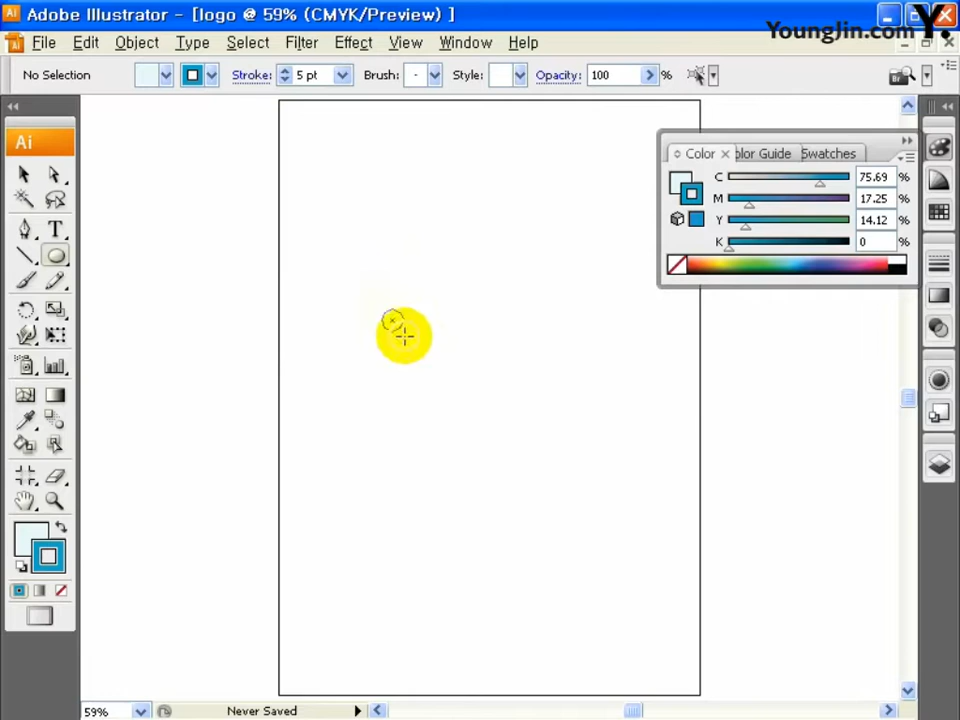 Adobe Illustrator - [logo @ 59% (CMYK/Preview) ]
YoungJin.com Y.
File Edit Object Type Select Filter Effect View Window Help
No Selection Stroke: 5 pt Brush: Style: Opacity: 100 %
Ai
Color olor Guide Swatches
C 75.69 %
M 17.25 %
Y 14.12 %
K 0 %
T
59% Never Saved